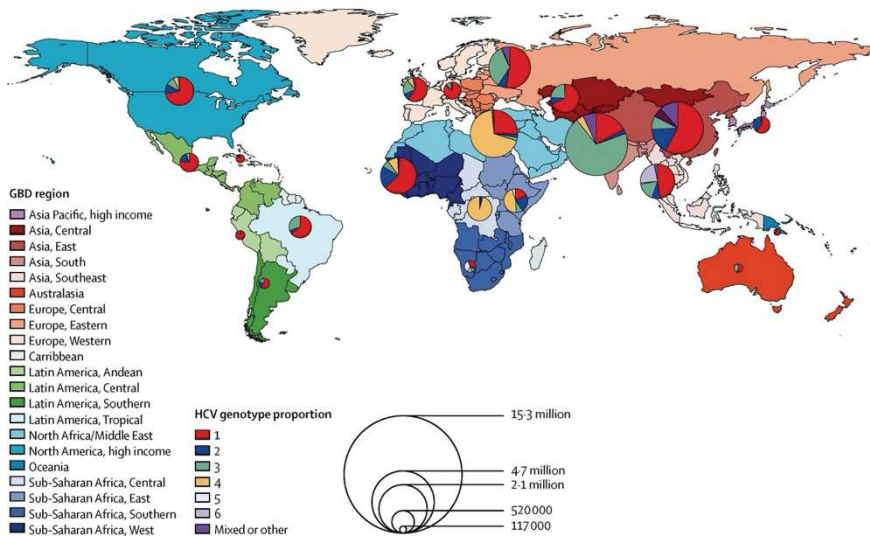 GBD region
Asia Pacific, high income
Asia, Central
Asia, East
Asia, South
Asia, Southeast
Australasia
Europe, Central
Europe, Eastern
Europe, Western
Carribbean
Latin America, Andean
Latin America, Central
Latin America, Southern
Latin America, Tropical
North Africa/Middle East
North America, high income
Oceania
Sub-Saharan Africa, Central
Sub-Saharan Africa, East
Sub-Saharan Africa, Southern
Sub-Saharan Africa, West
HCV genotype proportion
1
2
3
4
5
6
Mixed or other
15·3 million
4·7 million
2·1 million
520 000
117 000